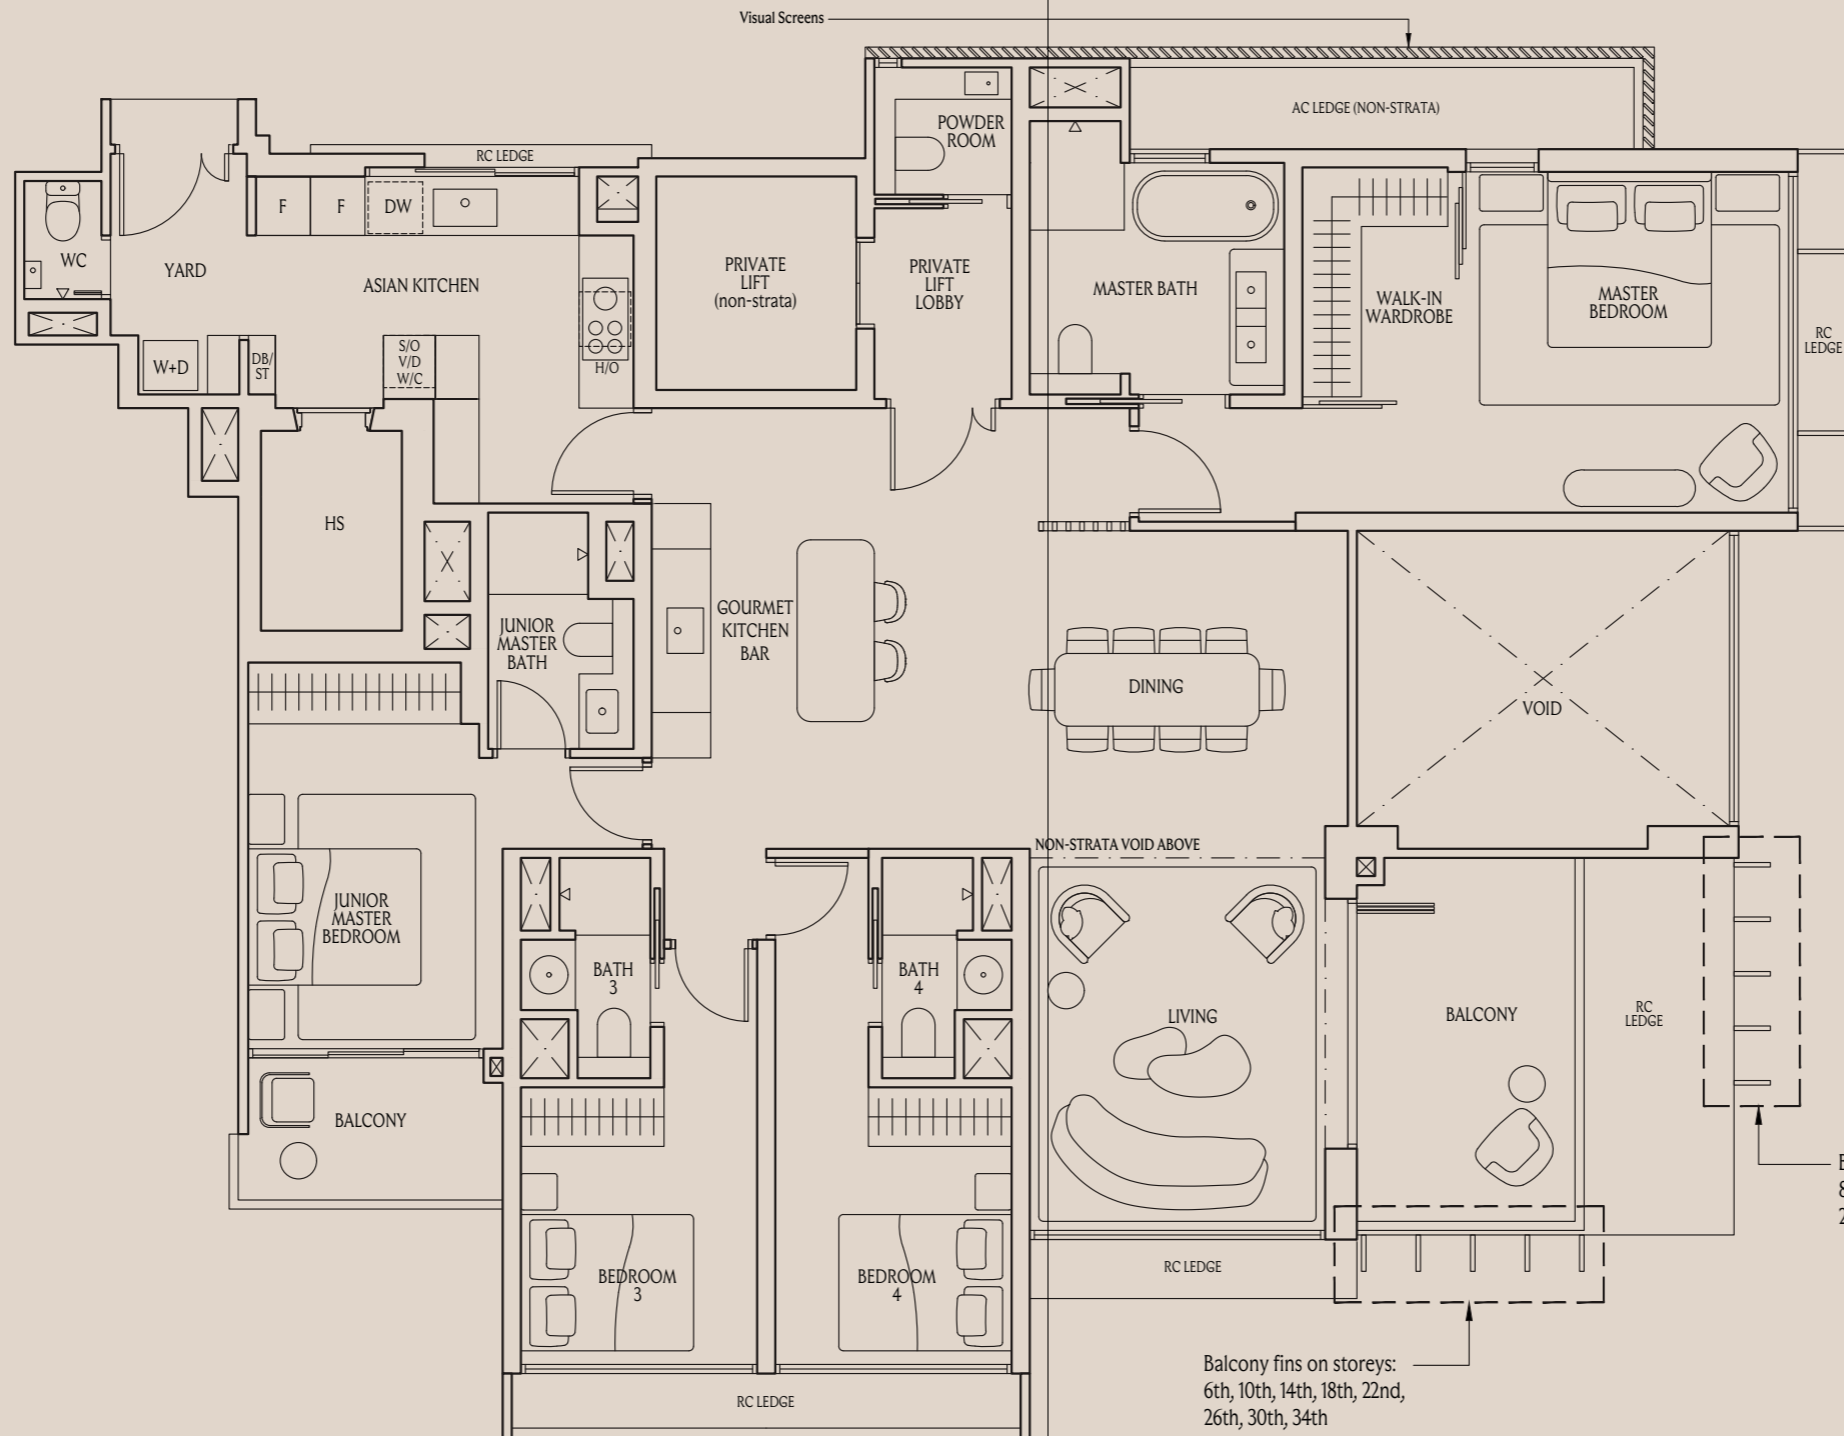 Visual Screens
AC LEDGE (NON-STRATA)
POWDER
ROOM
RC LEDGE
F
F
DW
WC
YARD
ASIAN KITCHEN
PRIVATE
LIFT
(non-strata)
PRIVATE
LIFT
LOBBY
MASTER BATH
WALK-IN
WARDROBE
MASTER
BEDROOM
RC
LEDGE
W+D
DB/
ST
S/O
V/D
W/C
H/O
HS
JUNIOR
MASTER
BATH
GOURMET
KITCHEN
BAR
DINING
VOID
NON-STRATA VOID ABOVE
JUNIOR
MASTER
BEDROOM
BATH
3
BATH
4
LIVING
BALCONY
RC
LEDGE
BALCONY
8
2
BEDROOM
3
BEDROOM
4
RC LEDGE
RC LEDGE
Balcony fins on storeys:
6th, 10th, 14th, 18th, 22nd,
26th, 30th, 34th